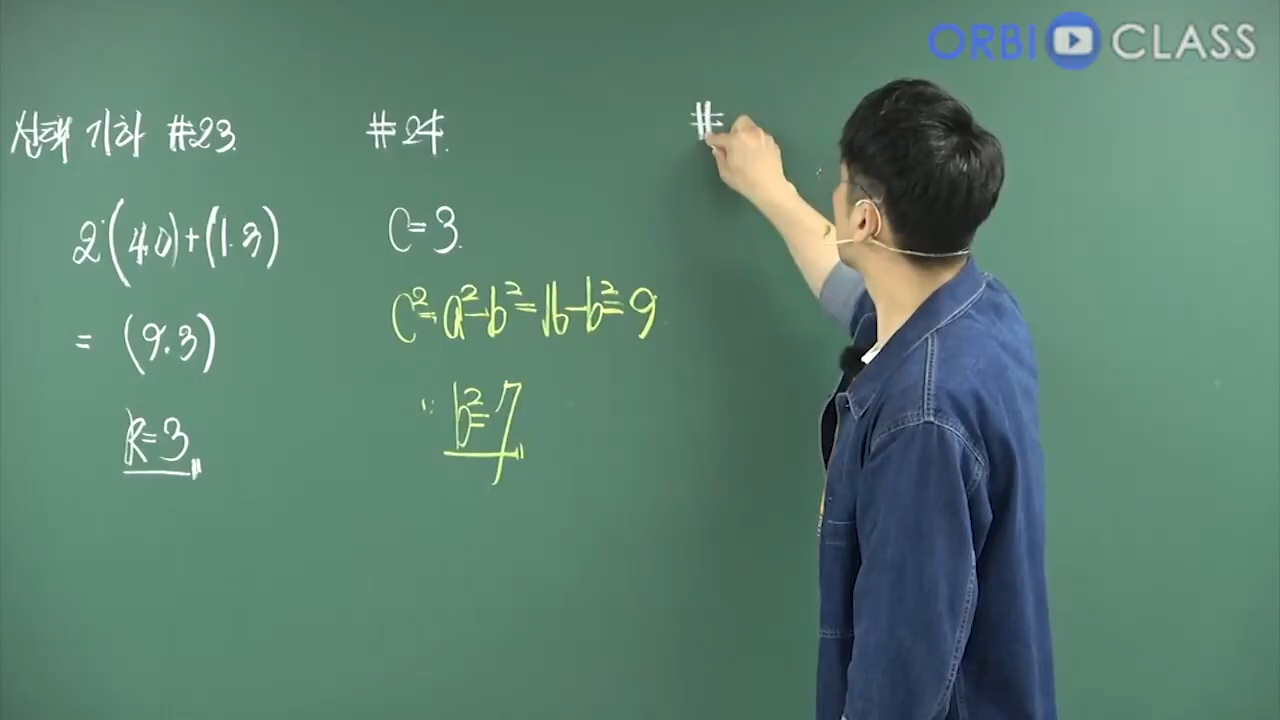 ORBI CLASS
선택 기하 #23.
2(4,0)+(1.3)
= (9.3)
k=3
#24.
C=3.
C²=a²-b²=16-b²=9
∴ b²=7
#